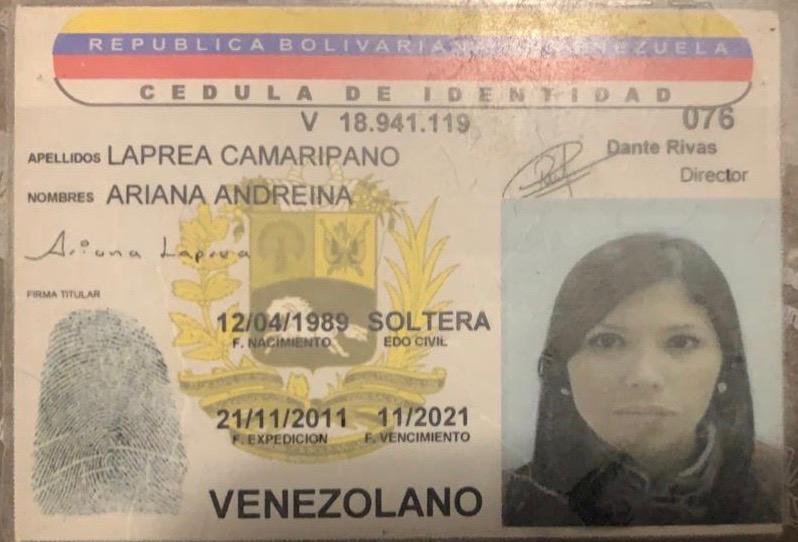 REPUBLICA BOLIVARIANA DE VENEZUELA
CEDULA DE IDENTIDAD
V 18.941.119 076
APELLIDOS LAPREA CAMARIPANO
Dante Rivas
Director
NOMBRES ARIANA ANDREINA
Ariana Laprea
FIRMA TITULAR
12/04/1989 SOLTERA
F. NACIMIENTO EDO CIVIL
21/11/2011 11/2021
F. EXPEDICION F. VENCIMIENTO
VENEZOLANO